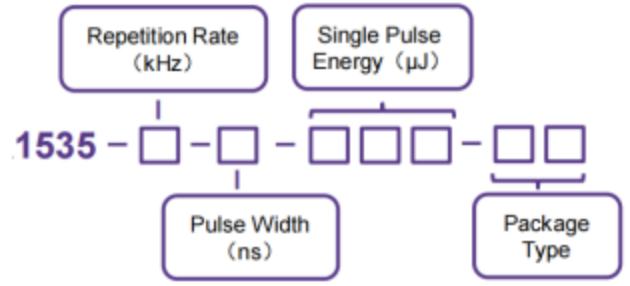 Repetition Rate
（kHz）
Single Pulse
Energy（μJ）
1535 – □ – □ – □□□ – □□
Pulse Width
（ns）
Package
Type